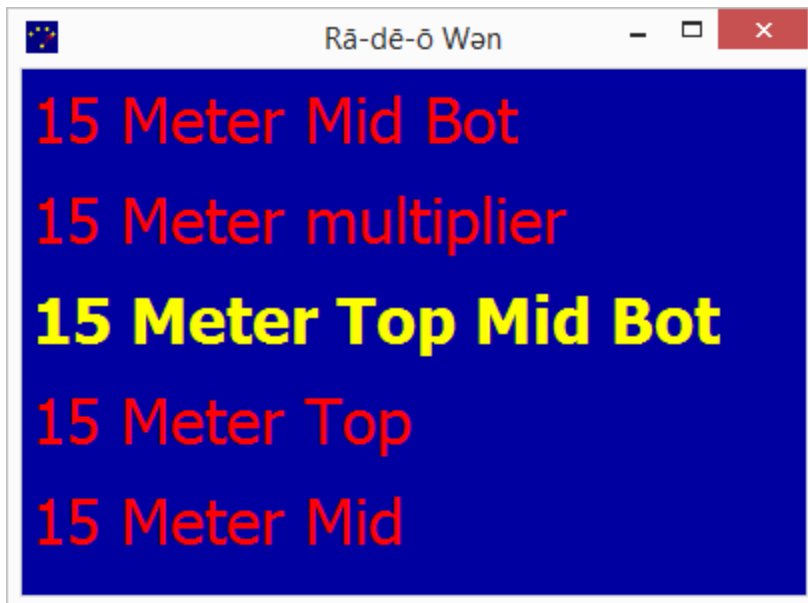 Rā-dē-ō Wən
15 Meter Mid Bot
15 Meter multiplier
15 Meter Top Mid Bot
15 Meter Top
15 Meter Mid